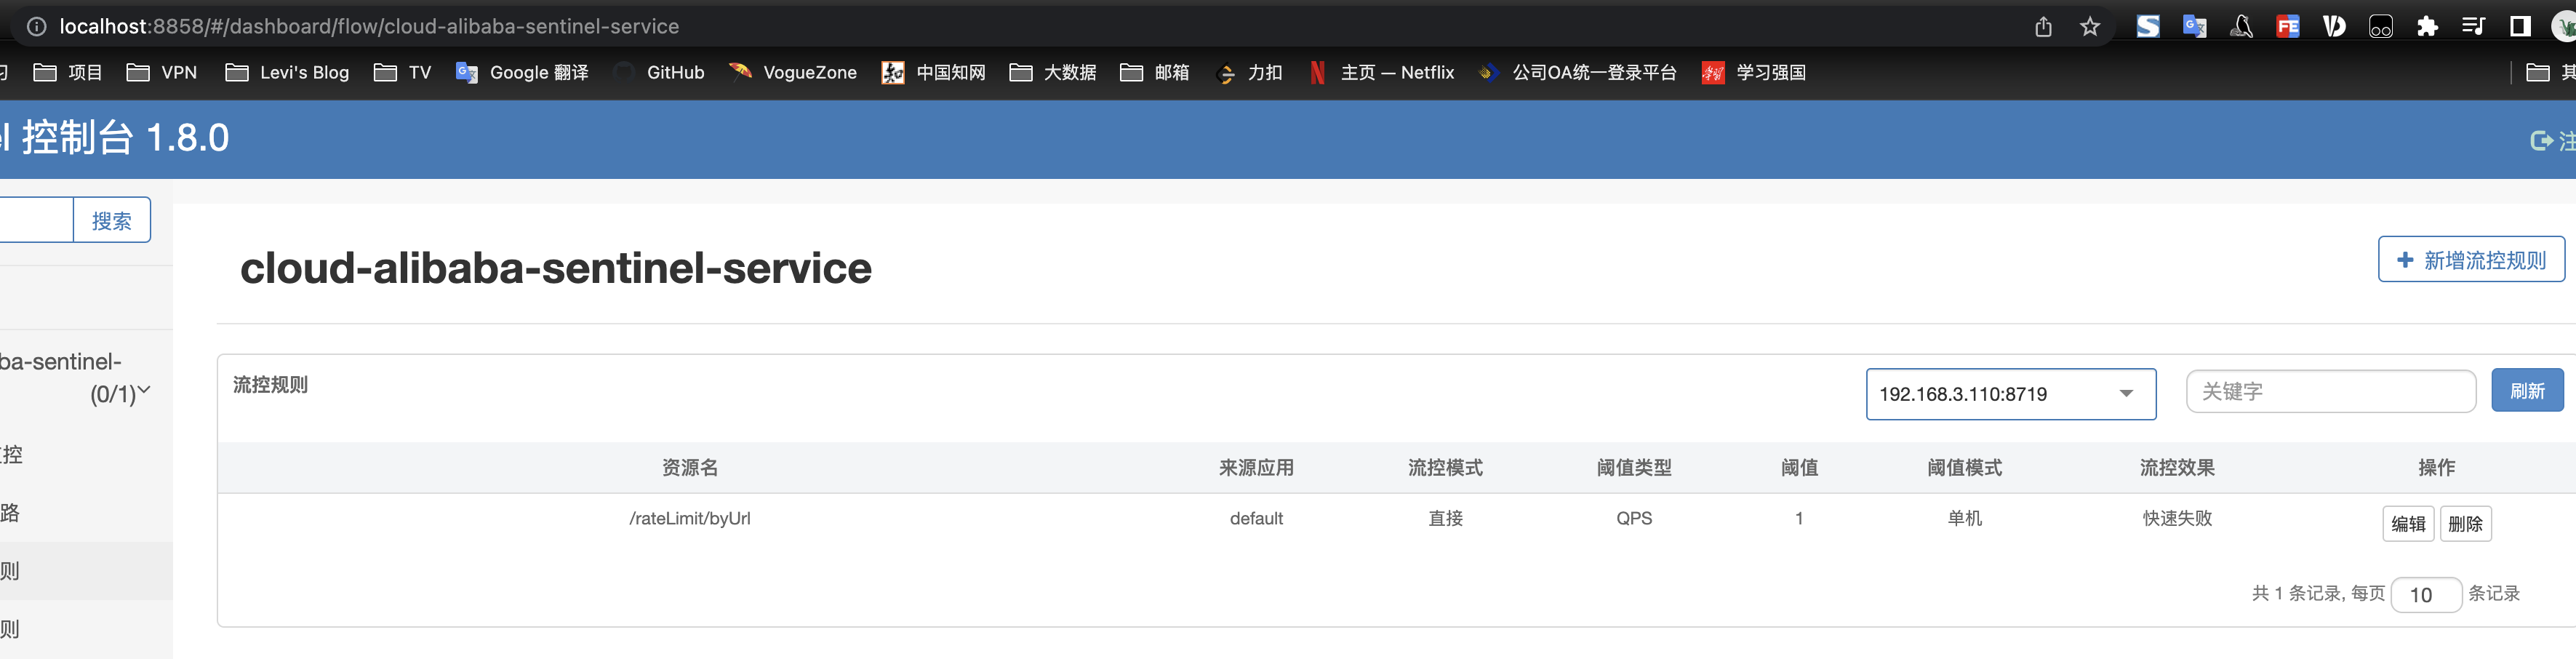 localhost:8858/#/dashboard/flow/cloud-alibaba-sentinel-service
项目 VPN Levi's Blog TV Google 翻译 GitHub VogueZone 中国知网 大数据 邮箱 力扣 主页 — Netflix 公司OA统一登录平台 学习强国
控制台 1.8.0
注
搜索
cloud-alibaba-sentinel-service
新增流控规则
ba-sentinel-
(0/1)
控
路
则
则
流控规则
192.168.3.110:8719
关键字
刷新
资源名 来源应用 流控模式 阈值类型 阈值 阈值模式 流控效果 操作
/rateLimit/byUrl default 直接 QPS 1 单机 快速失败 编辑 删除
共 1 条记录, 每页 10 条记录